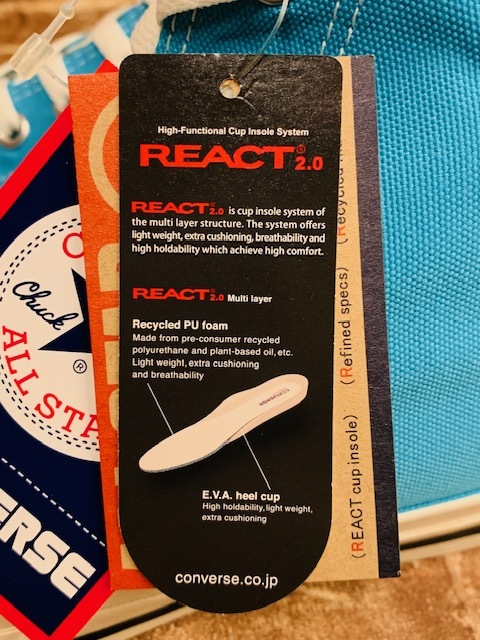 High-Functional Cup Insole System
REACT® 2.0
REACT® 2.0 is cup insole system of
the multi layer structure. The system offers
light weight, extra cushioning, breathability and
high holdability which achieve high comfort.
REACT® 2.0 Multi layer
Recycled PU foam
Made from pre-consumer recycled
polyurethane and plant-based oil, etc.
Light weight, extra cushioning
and breathability
CONVERSE
E.V.A. heel cup
High holdability, light weight,
extra cushioning
converse.co.jp
Chuck
®
ALL STA
ERSE
(Refined specs)
(REACT cup insole)